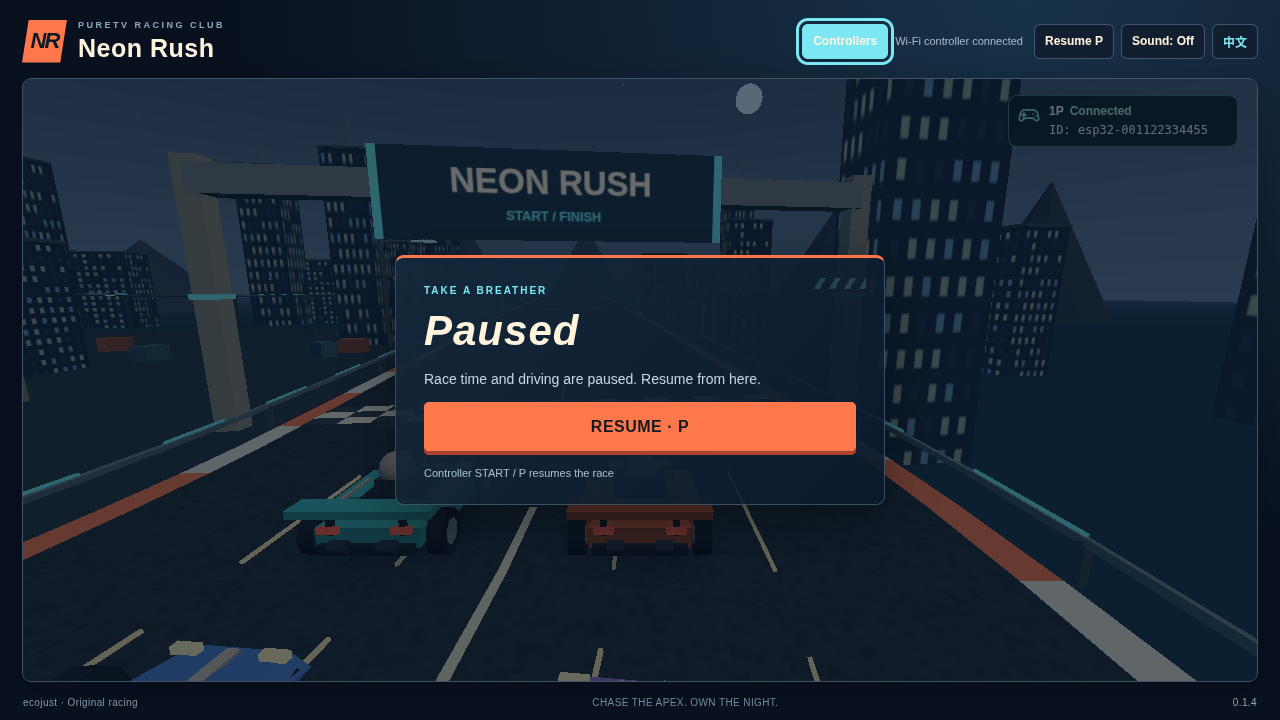 NR
PURETV RACING CLUB
Neon Rush
Controllers
Wi-Fi controller connected
Resume P
Sound: Off
中文
1P Connected
ID: esp32-001122334455
NEON RUSH
START / FINISH
TAKE A BREATHER
Paused
Race time and driving are paused. Resume from here.
RESUME · P
Controller START / P resumes the race
ecojust · Original racing
CHASE THE APEX. OWN THE NIGHT.
0.1.4